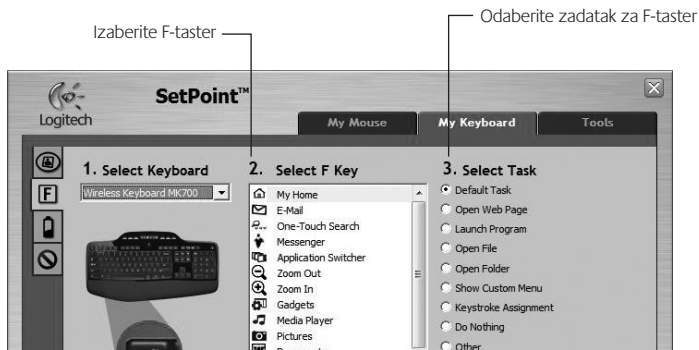 Odaberite zadatak za F-taster
Izaberite F-taster
Logitech
SetPoint™
My Mouse
My Keyboard
Tools
1. Select Keyboard
Wireless Keyboard MK700
2. Select F Key
My Home
E-Mail
One-Touch Search
Messenger
Application Switcher
Zoom Out
Zoom In
Gadgets
Media Player
Pictures
3. Select Task
Default Task
Open Web Page
Launch Program
Open File
Open Folder
Show Custom Menu
Keystroke Assignment
Do Nothing
Other